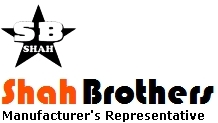 SB
SHAH
Shah Brothers
Manufacturer's Representative